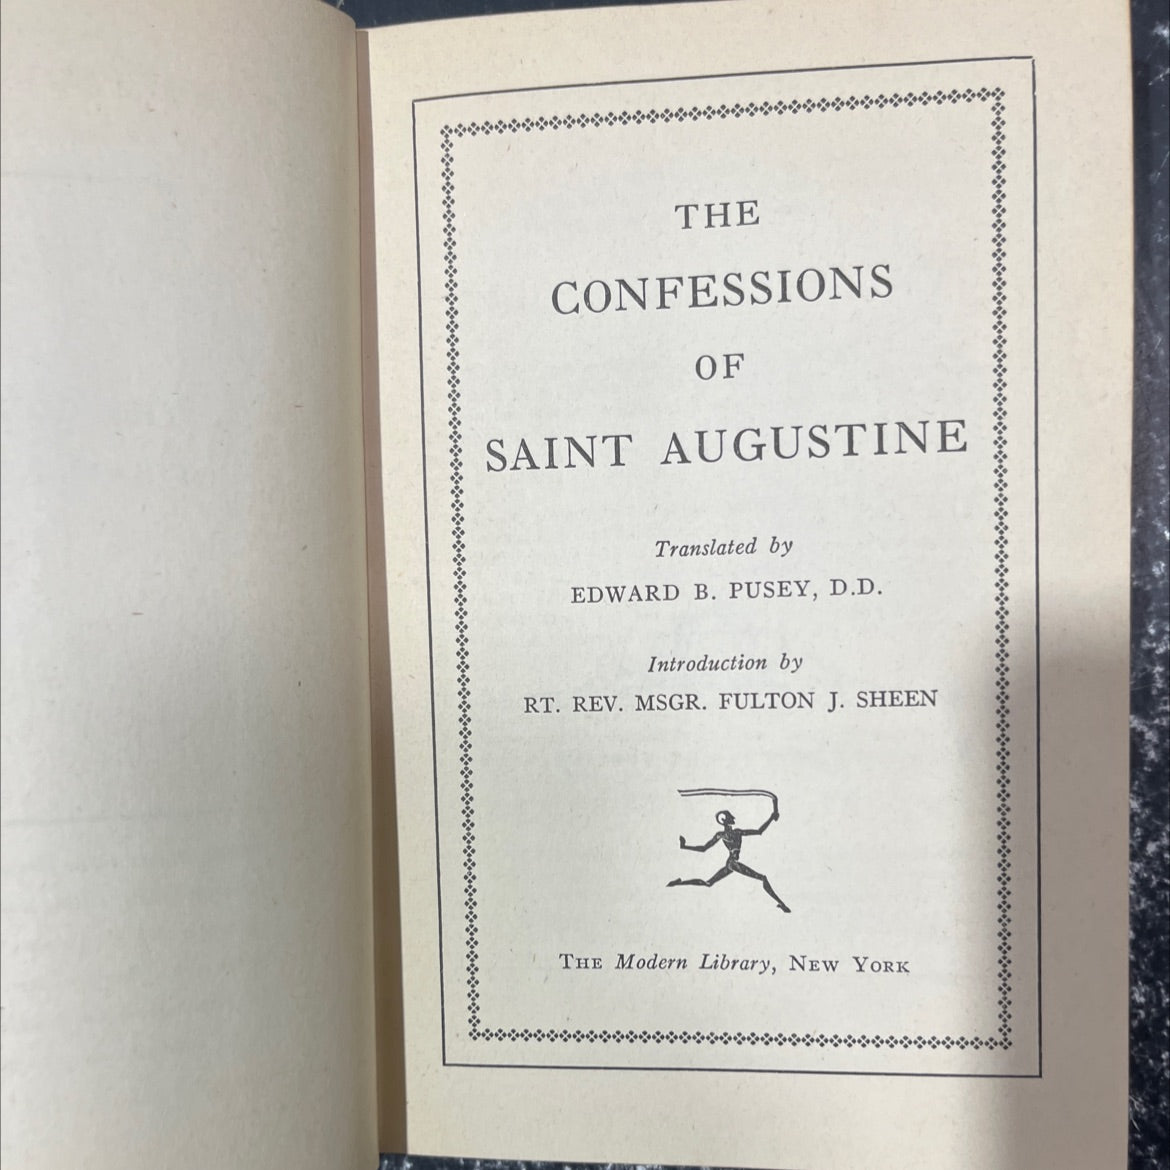 THE
CONFESSIONS
OF
SAINT AUGUSTINE
Translated by
EDWARD B. PUSEY, D.D.
Introduction by
RT. REV. MSGR. FULTON J. SHEEN
THE Modern Library, NEW YORK